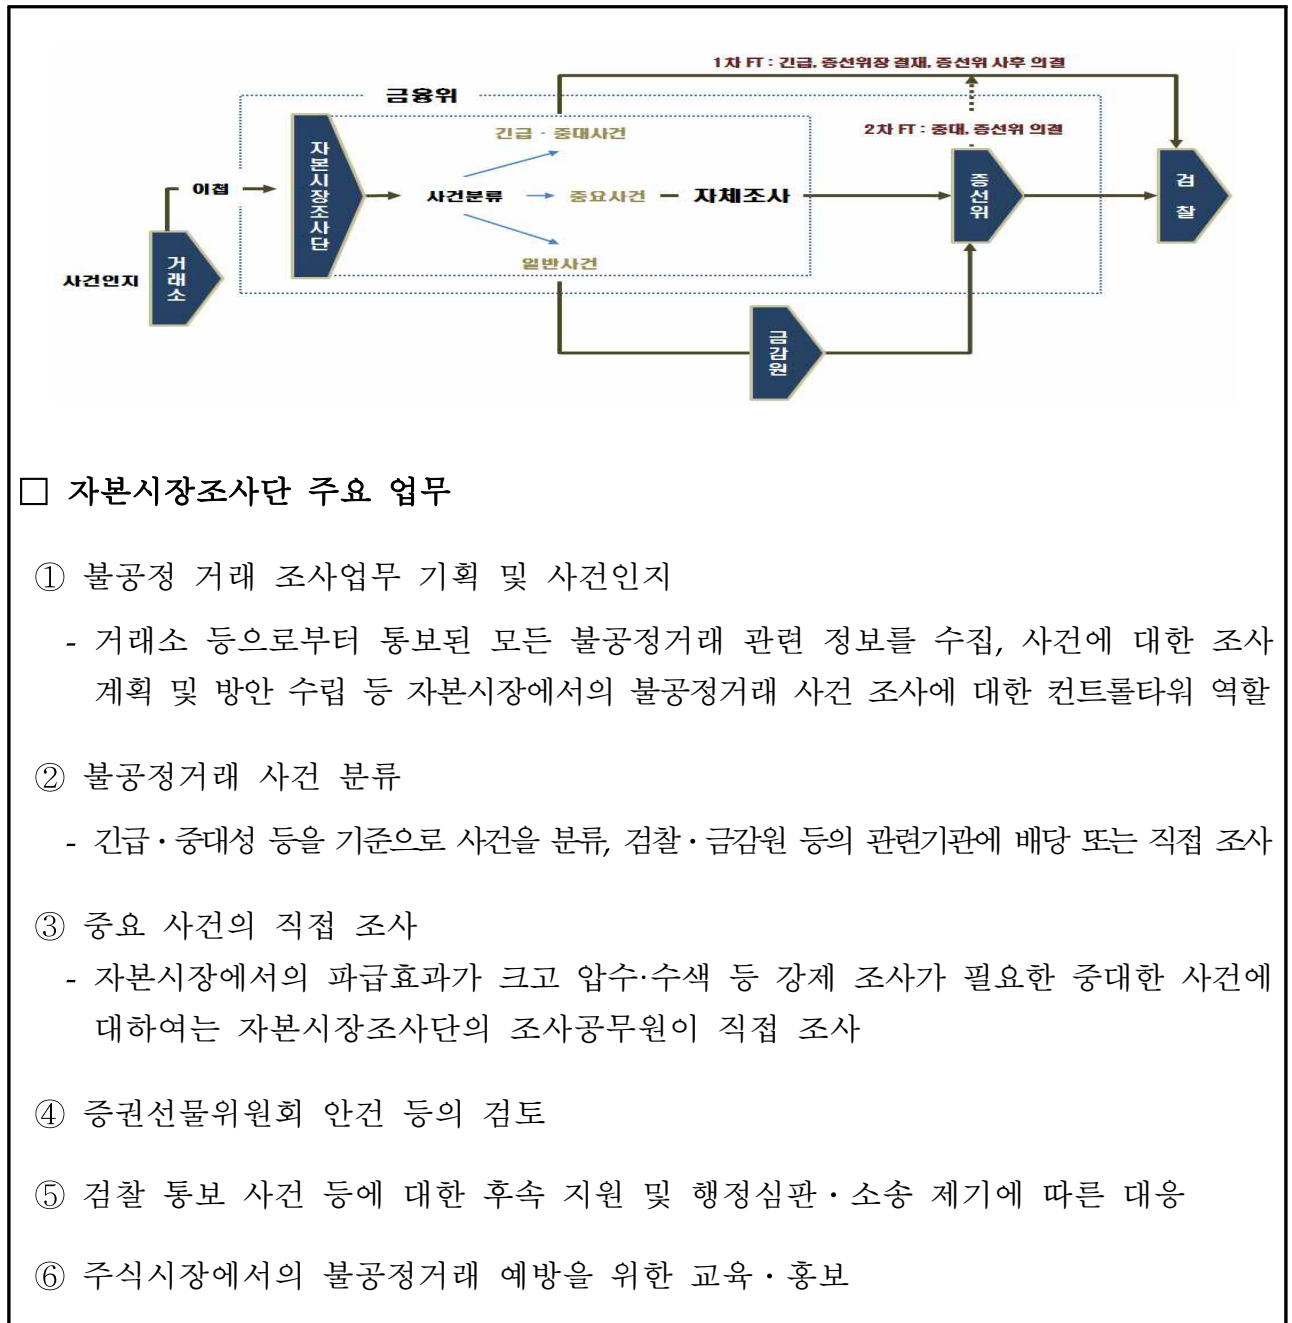 1차 FT : 긴급, 증선위장 결재, 증선위 사후 의결
금융위
긴급 · 중대사건
2차 FT : 중대, 증선위 의결
자본시장조사단
이첩
사건분류
중요사건
자체조사
증선위
검찰
일반사건
사건인지
거래소
금감원
□ 자본시장조사단 주요 업무
① 불공정 거래 조사업무 기획 및 사건인지
- 거래소 등으로부터 통보된 모든 불공정거래 관련 정보를 수집, 사건에 대한 조사
계획 및 방안 수립 등 자본시장에서의 불공정거래 사건 조사에 대한 컨트롤타워 역할
② 불공정거래 사건 분류
- 긴급·중대성 등을 기준으로 사건을 분류, 검찰·금감원 등의 관련기관에 배당 또는 직접 조사
③ 중요 사건의 직접 조사
- 자본시장에서의 파급효과가 크고 압수·수색 등 강제 조사가 필요한 중대한 사건에
대하여는 자본시장조사단의 조사공무원이 직접 조사
④ 증권선물위원회 안건 등의 검토
⑤ 검찰 통보 사건 등에 대한 후속 지원 및 행정심판·소송 제기에 따른 대응
⑥ 주식시장에서의 불공정거래 예방을 위한 교육·홍보